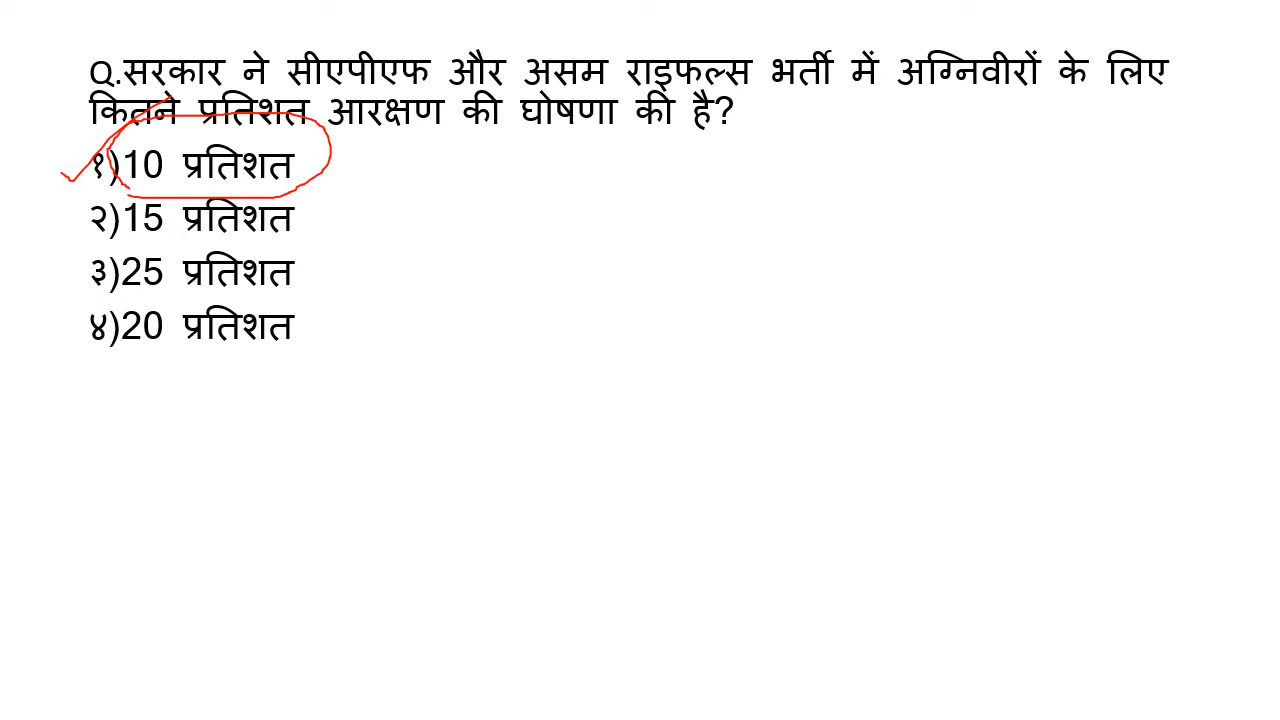 Q.सरकार ने सीएपीएफ और असम राइफल्स भर्ती में अग्निवीरों के लिए
कितने प्रतिशत आरक्षण की घोषणा की है?
१)10 प्रतिशत
२)15 प्रतिशत
३)25 प्रतिशत
४)20 प्रतिशत